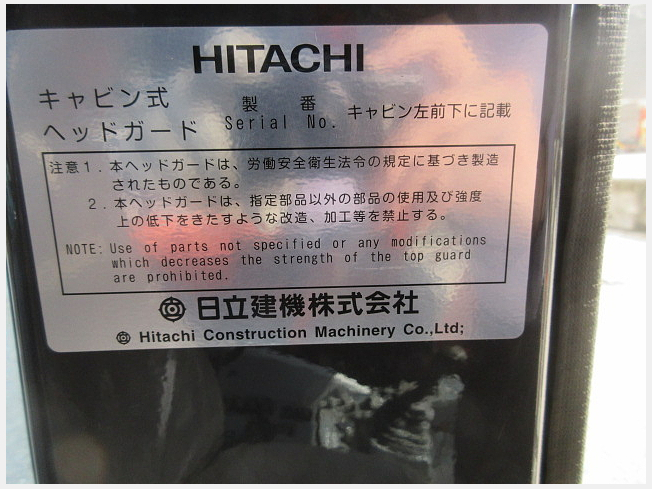 HITACHI
キャビン式 製 番 キャビン左前下に記載
ヘッドガード Serial No.
注意1. 本ヘッドガードは、労働安全衛生法令の規定に基づき製造
されたものである。
2. 本ヘッドガードは、指定部品以外の部品の使用及び強度
上の低下をきたすような改造、加工等を禁止する。
NOTE: Use of parts not specified or any modifications
which decreases the strength of the top guard
are prohibited.
日立建機株式会社
Hitachi Construction Machinery Co.,Ltd;